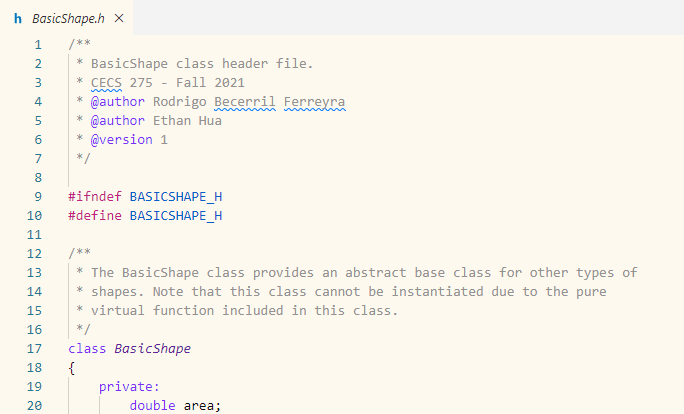 h BasicShape.h ×
1 /**
2 * BasicShape class header file.
3 * CECS 275 - Fall 2021
4 * @author Rodrigo Becerril Ferreyra
5 * @author Ethan Hua
6 * @version 1
7 */
8
9 #ifndef BASICSHAPE_H
10 #define BASICSHAPE_H
11
12 /**
13 * The BasicShape class provides an abstract base class for other types of
14 * shapes. Note that this class cannot be instantiated due to the pure
15 * virtual function included in this class.
16 */
17 class BasicShape
18 {
19 private:
20 double area;